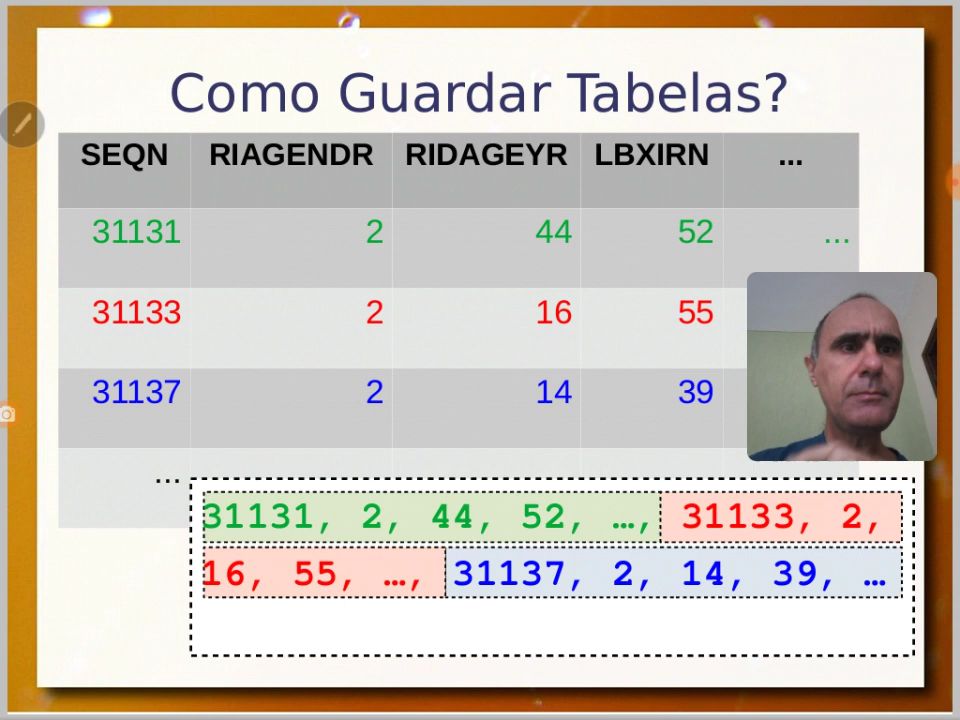 Como Guardar Tabelas?
SEQN RIAGENDR RIDAGEYR LBXIRN ...
31131 2 44 52 ...
31133 2 16 55
31137 2 14 39
...
31131, 2, 44, 52, …, 31133, 2,
16, 55, …, 31137, 2, 14, 39, …